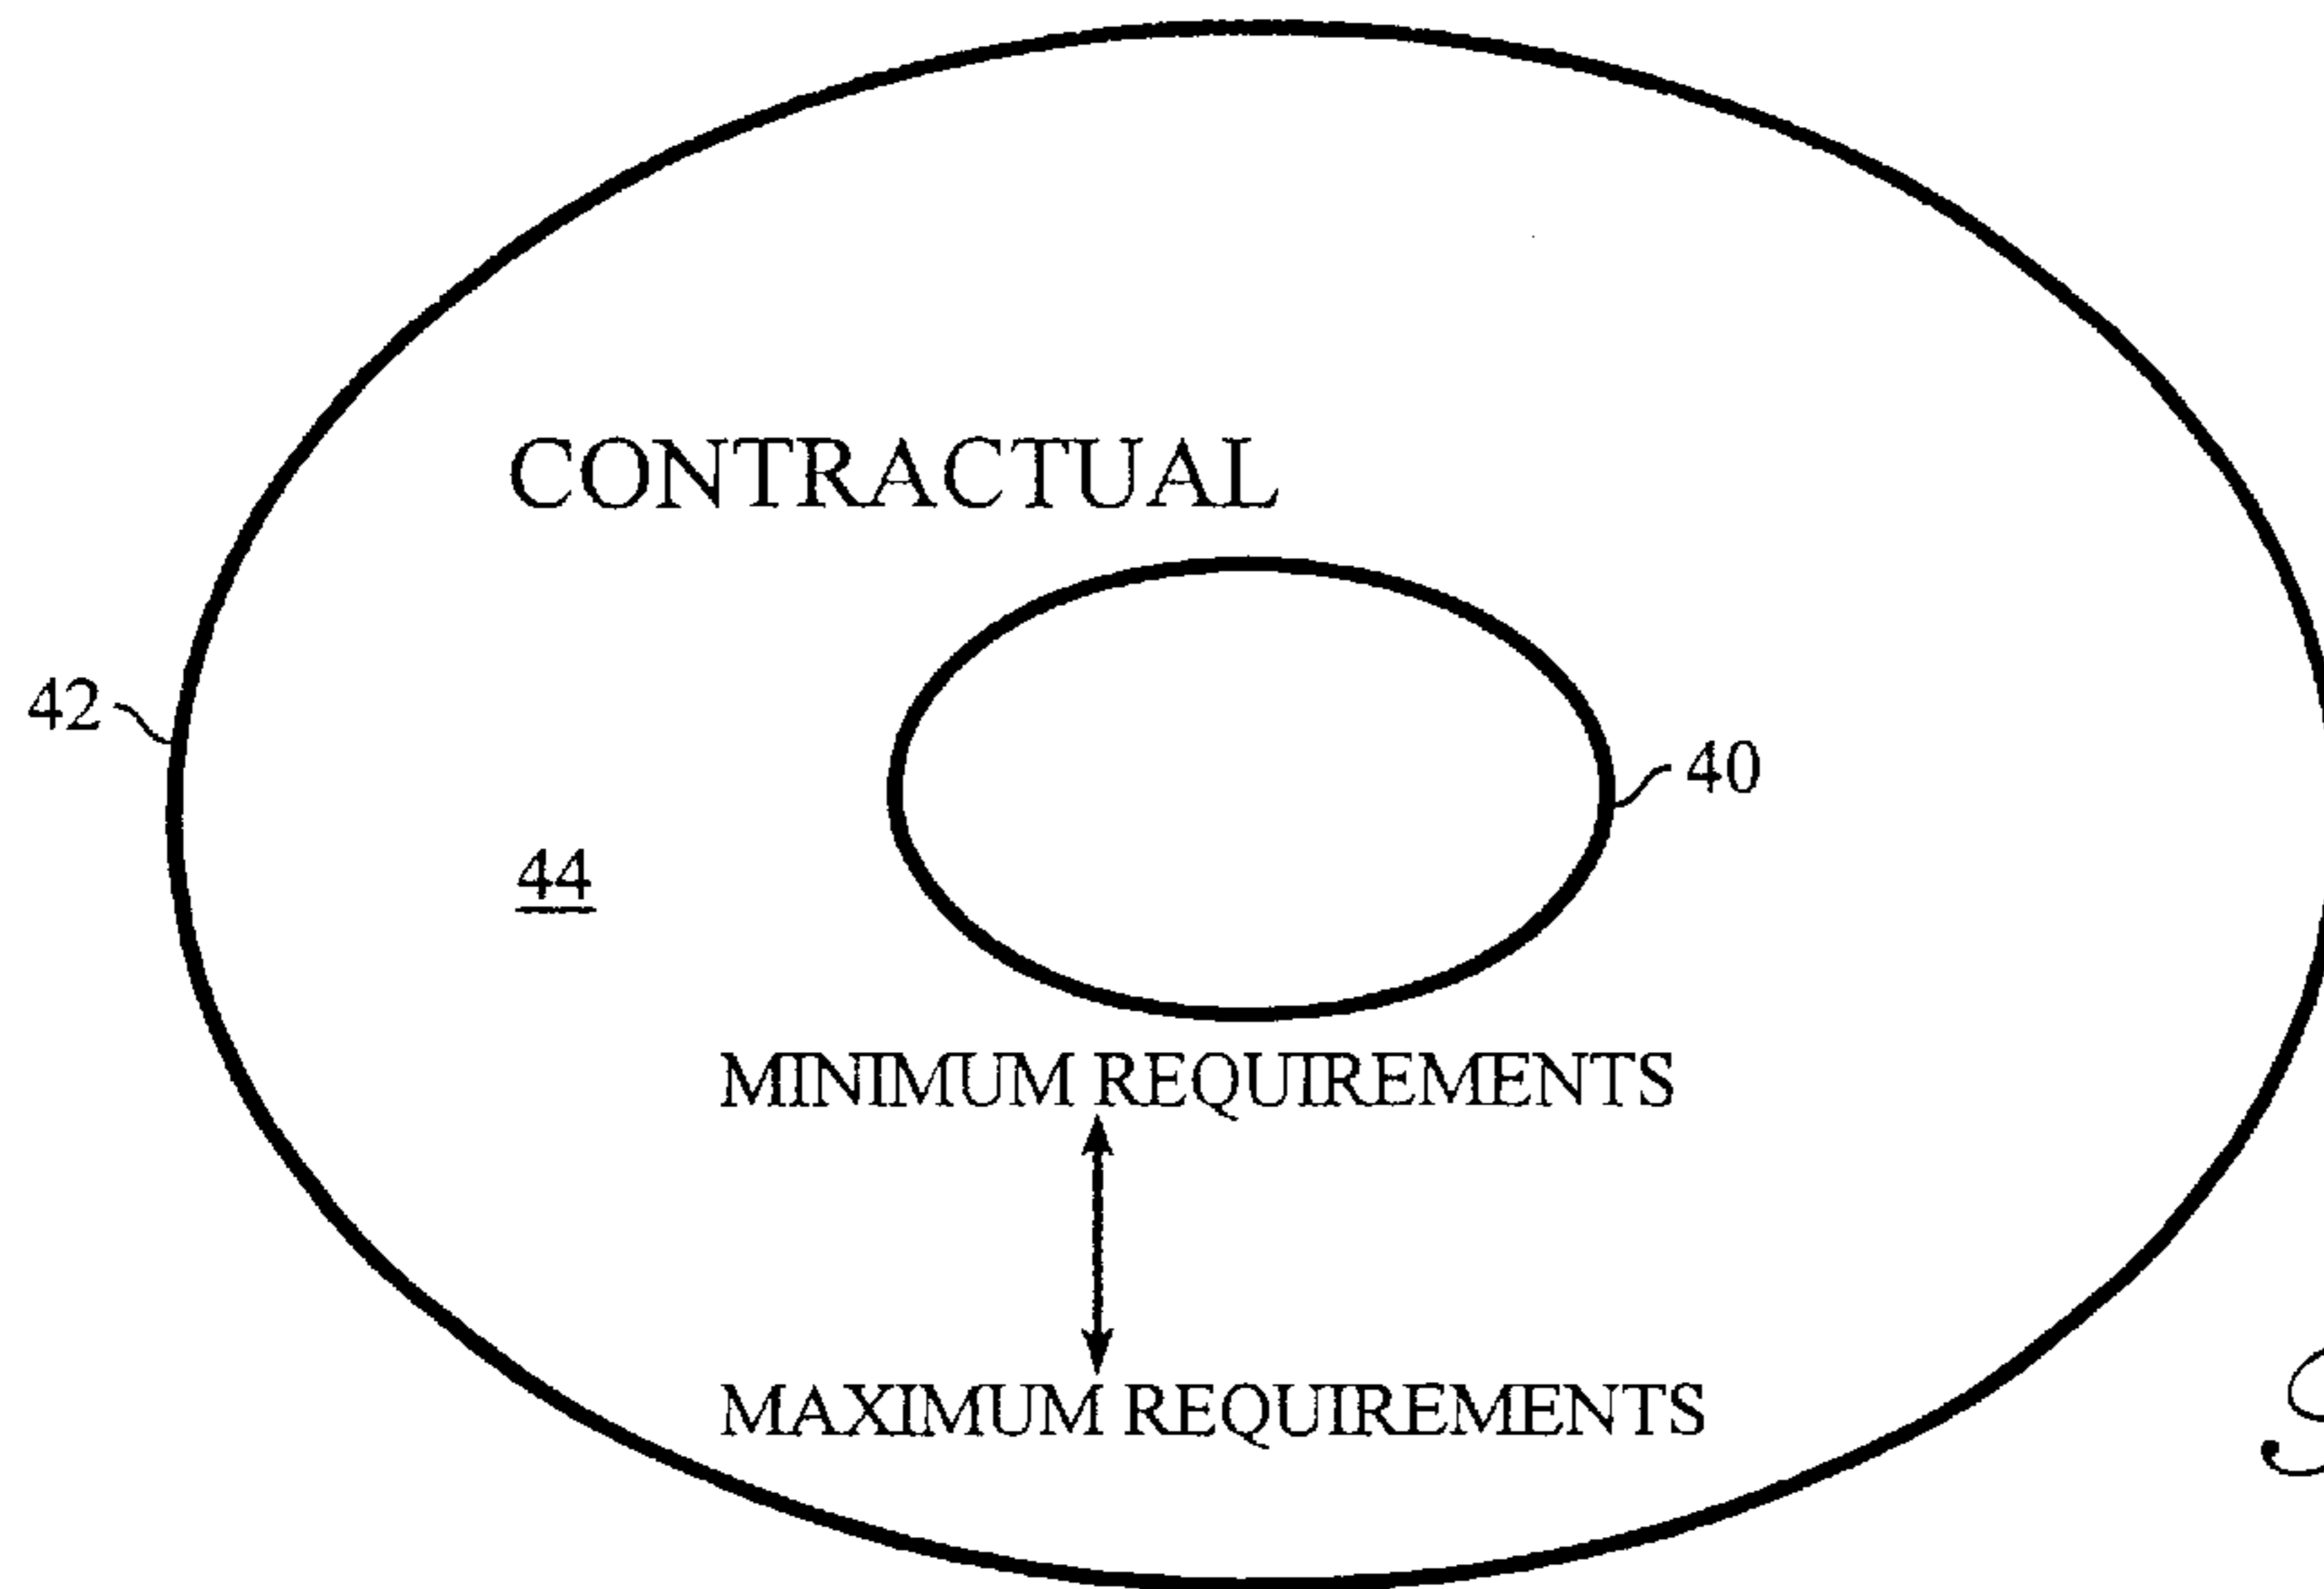 CONTRACTUAL
42
40
44
MINIMUM REQUIREMENTS
MAXIMUM REQUIREMENTS